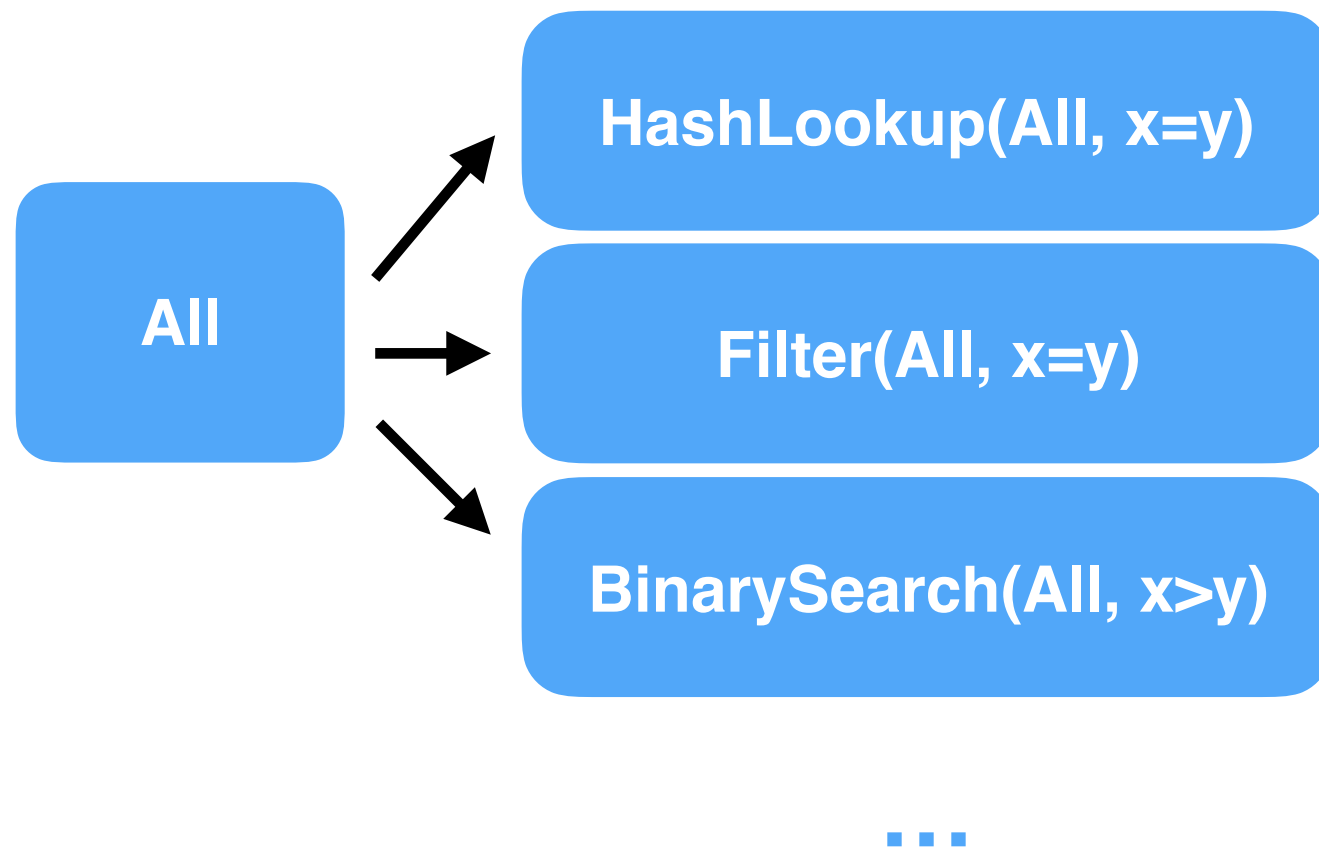 All
HashLookup(All, x=y)
Filter(All, x=y)
BinarySearch(All, x>y)
...